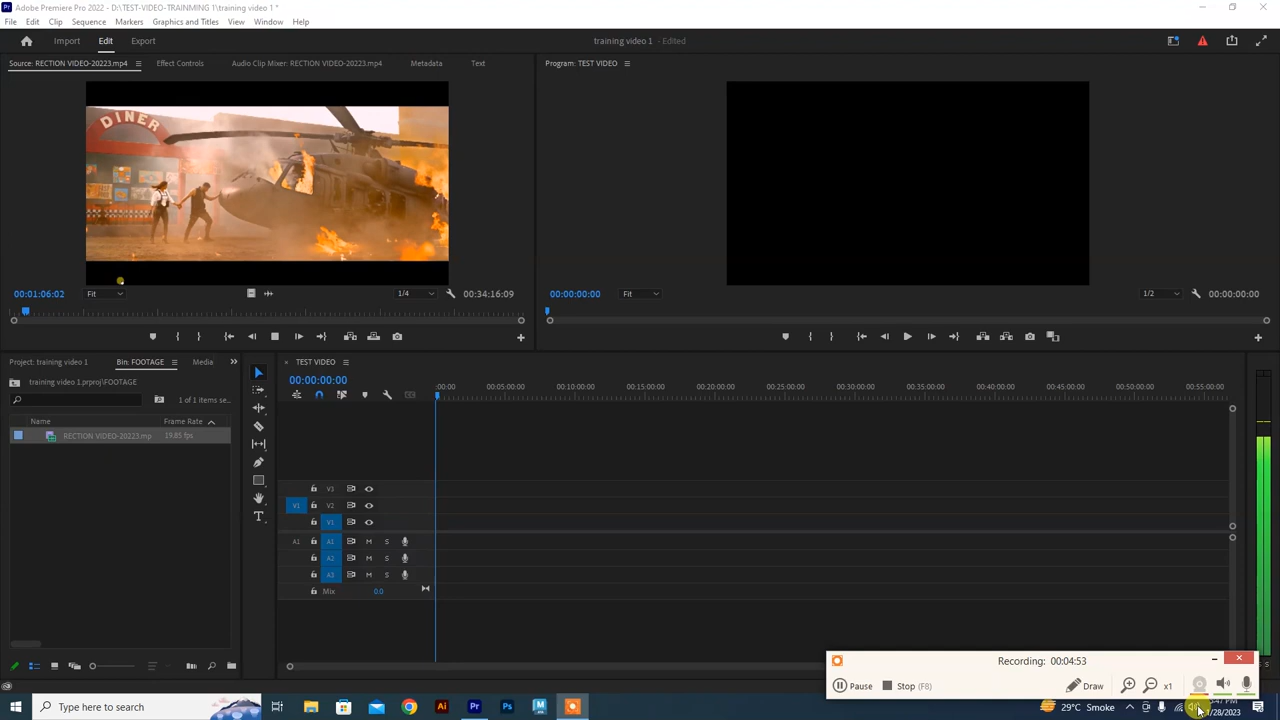 Adobe Premiere Pro 2022 - D:\TEST-VIDEO-TRAINMING 1\training video 1 *
File Edit Clip Sequence Markers Graphics and Titles View Window Help
Import Edit Export training video 1 - Edited
Source: RECTION VIDEO-20223.mp4 Effect Controls Audio Clip Mixer: RECTION VIDEO-20223.mp4 Metadata Text Program: TEST VIDEO
DINER
00:01:06:02 Fit 1/4 00:34:16:09 00:00:00:00 Fit 1/2 00:00:00:00
Project: training video 1 Bin: FOOTAGE Media TEST VIDEO
training video 1.prproj\FOOTAGE 00:00:00:00
:00:00 00:05:00:00 00:10:00:00 00:15:00:00 00:20:00:00 00:25:00:00 00:30:00:00 00:35:00:00 00:40:00:00 00:45:00:00 00:50:00:00 00:55:00:00
1 of 1 items se...
Name Frame Rate
RECTION VIDEO-20223.mp 19.85 fps
V3
V1 V2
V1
A1 A1 M S
A2 M S
A3 M S
Mix 0.0
Recording: 00:04:53
Pause Stop (F8) Draw x1
Type here to search 29°C Smoke
1/28/2023